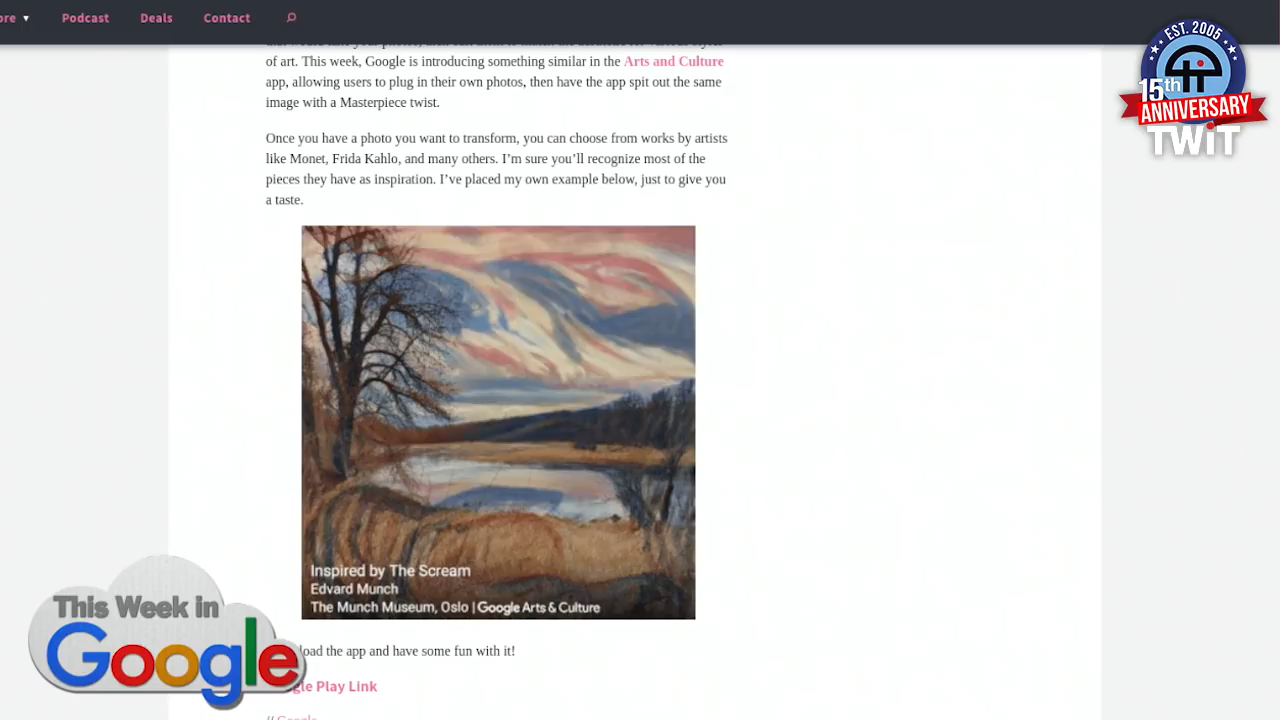 ore ▼ Podcast Deals Contact
of art. This week, Google is introducing something similar in the Arts and Culture
app, allowing users to plug in their own photos, then have the app spit out the same
image with a Masterpiece twist.
Once you have a photo you want to transform, you can choose from works by artists
like Monet, Frida Kahlo, and many others. I’m sure you’ll recognize most of the
pieces they have as inspiration. I’ve placed my own example below, just to give you
a taste.
Inspired by The Scream
Edvard Munch
The Munch Museum, Oslo | Google Arts & Culture
load the app and have some fun with it!
gle Play Link
// Google
EST. 2005
15th
ANNIVERSARY
TWiT
This Week in
Google